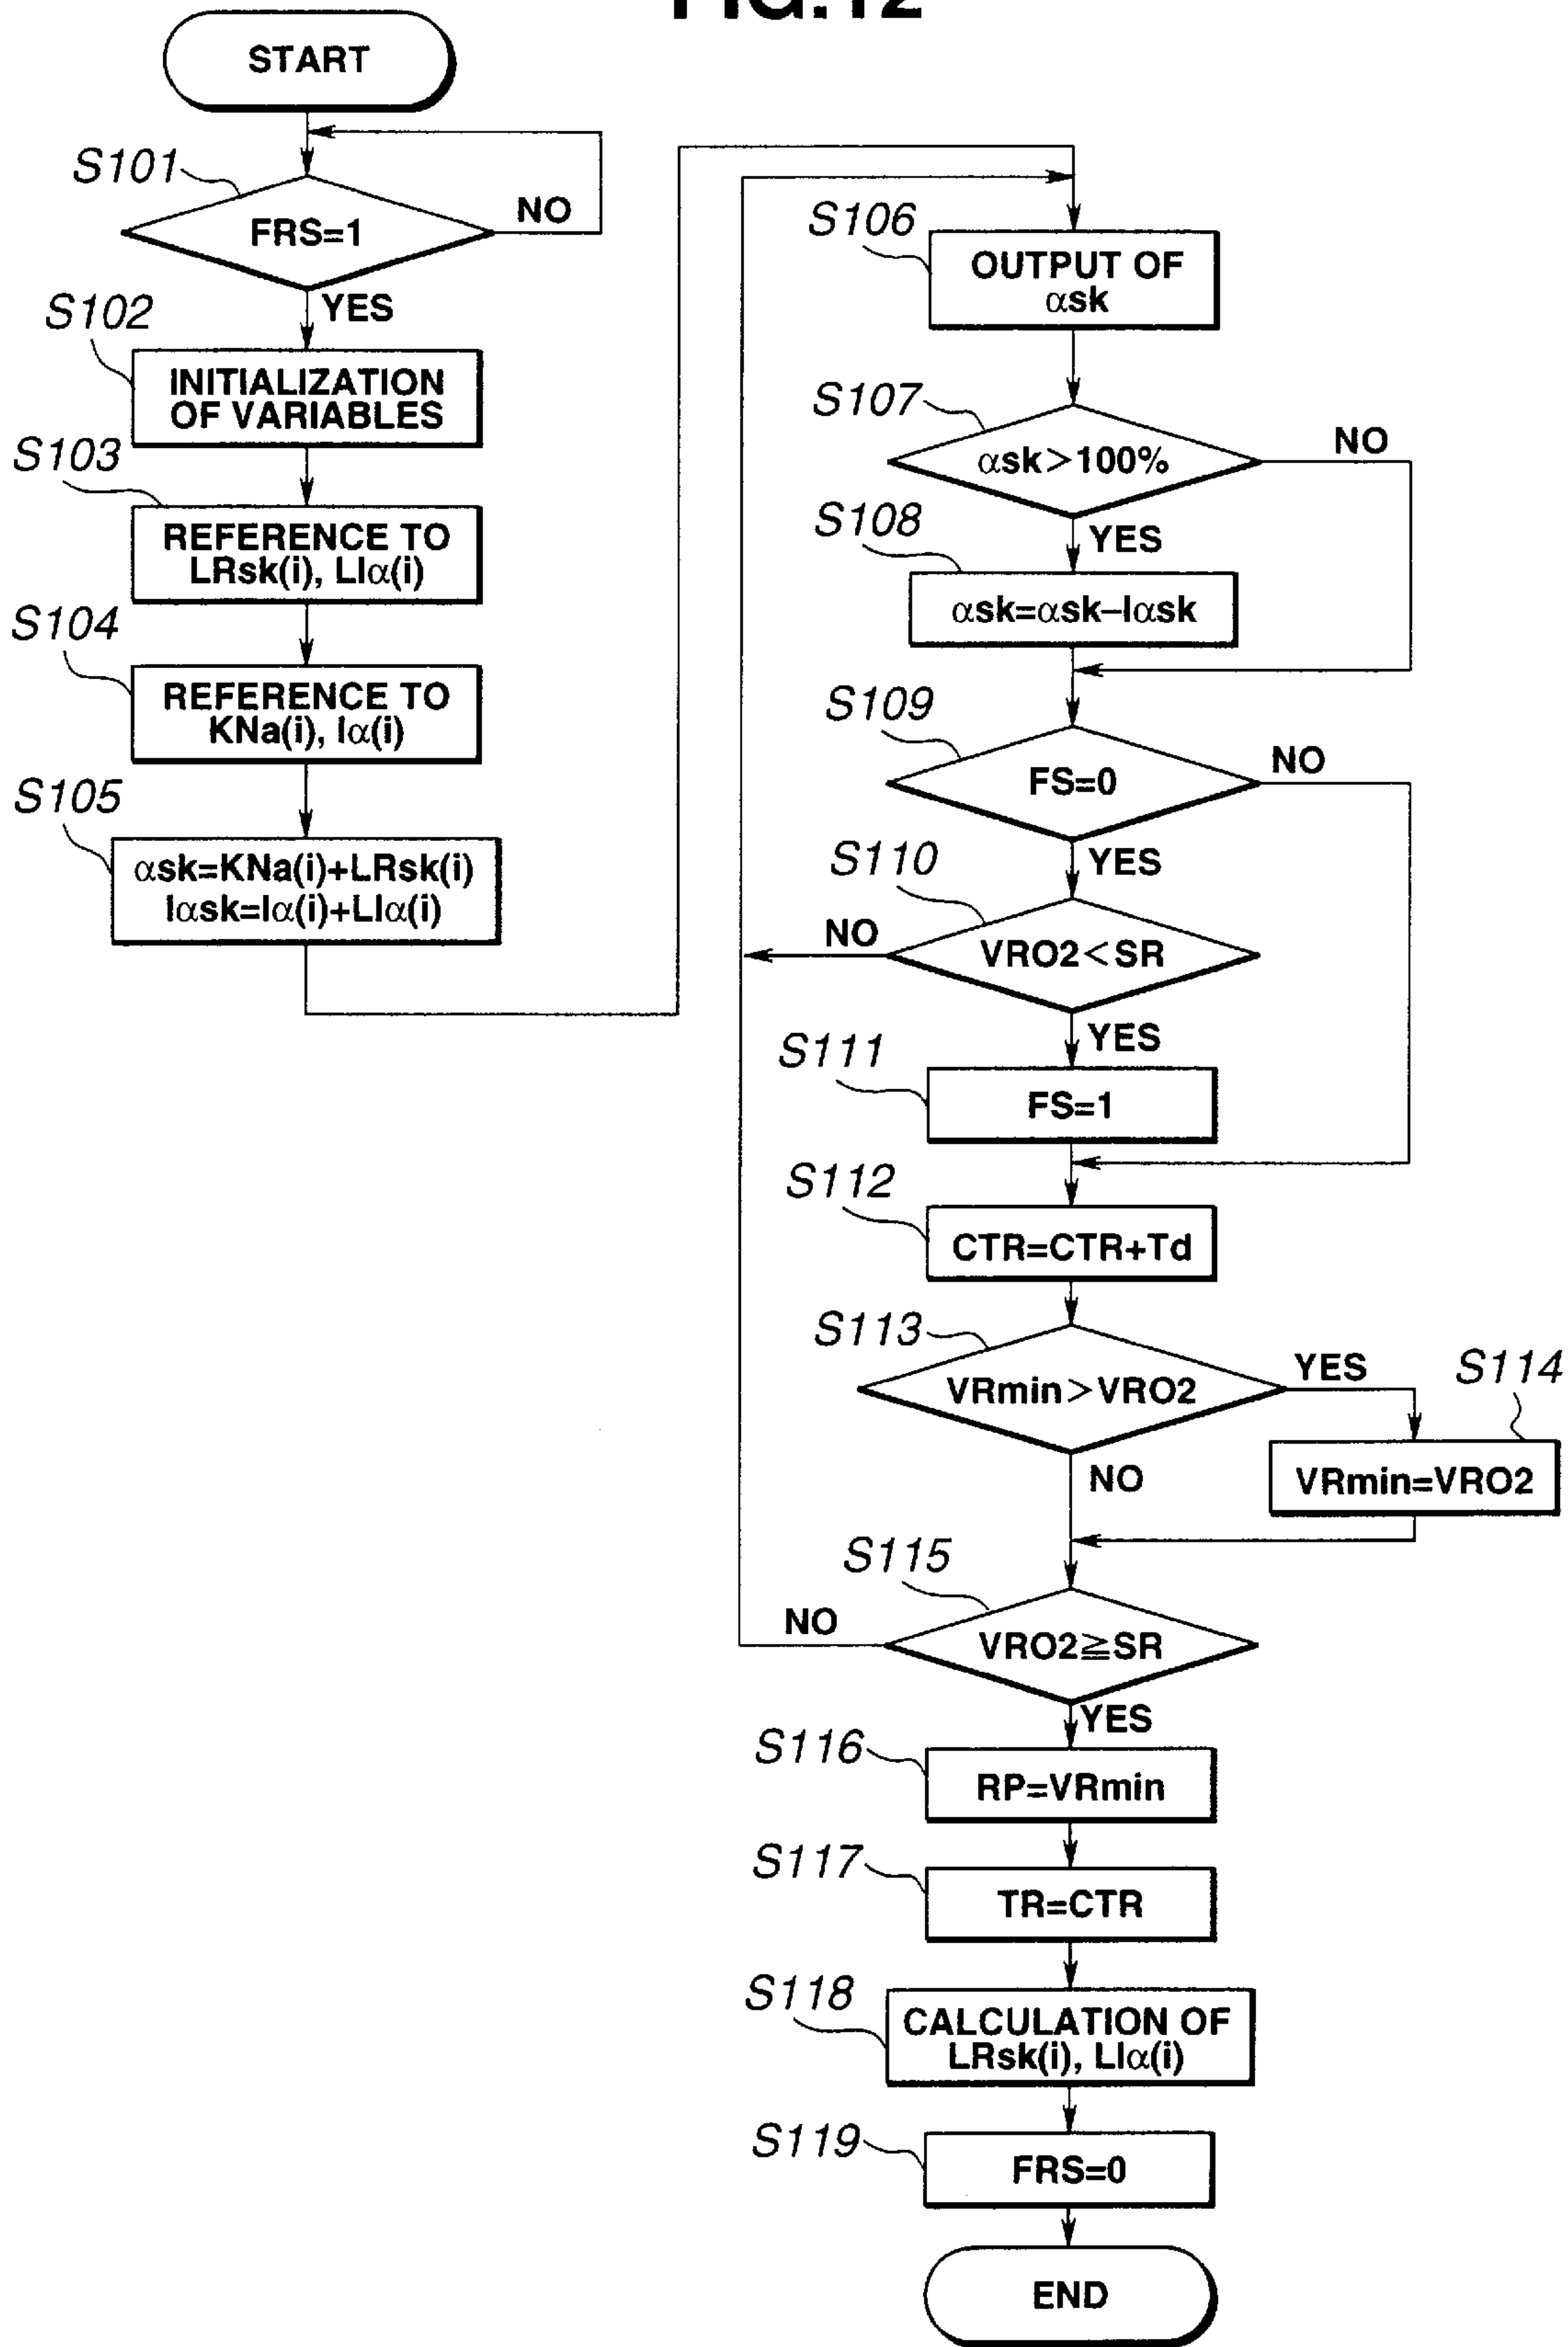 FIG.12
START
S101
FRS=1
NO
YES
S102
INITIALIZATION
OF VARIABLES
S103
REFERENCE TO
LRsk(i), LIα(i)
S104
REFERENCE TO
KNa(i), Iα(i)
S105
αsk=KNa(i)+LRsk(i)
Iαsk=Iα(i)+LIα(i)
S106
OUTPUT OF
αsk
S107
αsk>100%
NO
YES
S108
αsk=αsk–Iαsk
S109
FS=0
NO
YES
S110
VRO2<SR
NO
YES
S111
FS=1
S112
CTR=CTR+Td
S113
VRmin>VRO2
YES
NO
S114
VRmin=VRO2
S115
VRO2≧SR
NO
YES
S116
RP=VRmin
S117
TR=CTR
S118
CALCULATION OF
LRsk(i), LIα(i)
S119
FRS=0
END